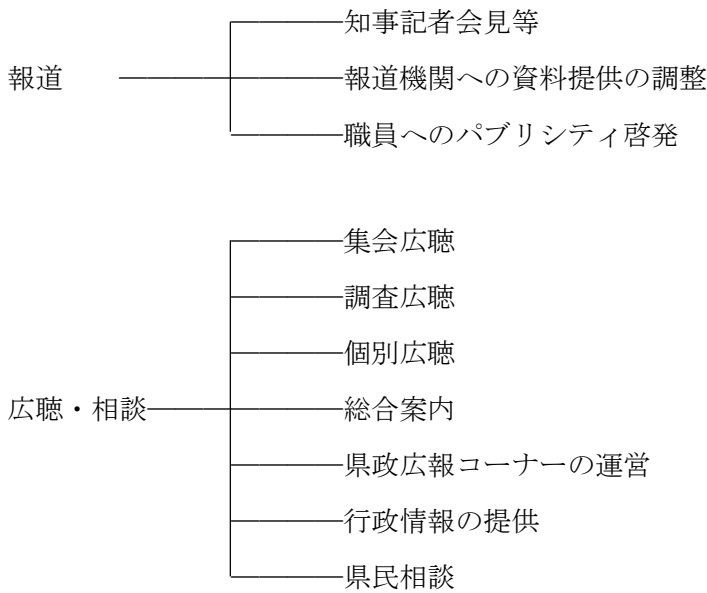 知事記者会見等
報道
報道機関への資料提供の調整
職員へのパブリシティ啓発
集会広聴
調査広聴
個別広聴
広聴・相談
総合案内
県政広報コーナーの運営
行政情報の提供
県民相談